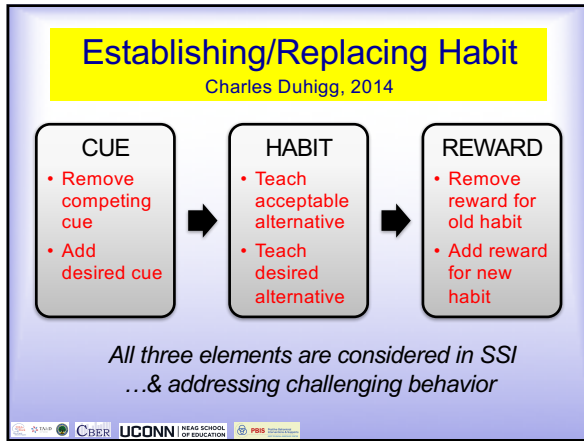 Establishing/Replacing Habit
Charles Duhigg, 2014
CUE
• Remove
competing
cue
• Add
desired cue
HABIT
• Teach
acceptable
alternative
• Teach
desired
alternative
REWARD
• Remove
reward for
old habit
• Add reward
for new
habit
All three elements are considered in SSI
…& addressing challenging behavior
CBER
UCONN
NEAG SCHOOL
OF EDUCATION
PBIS